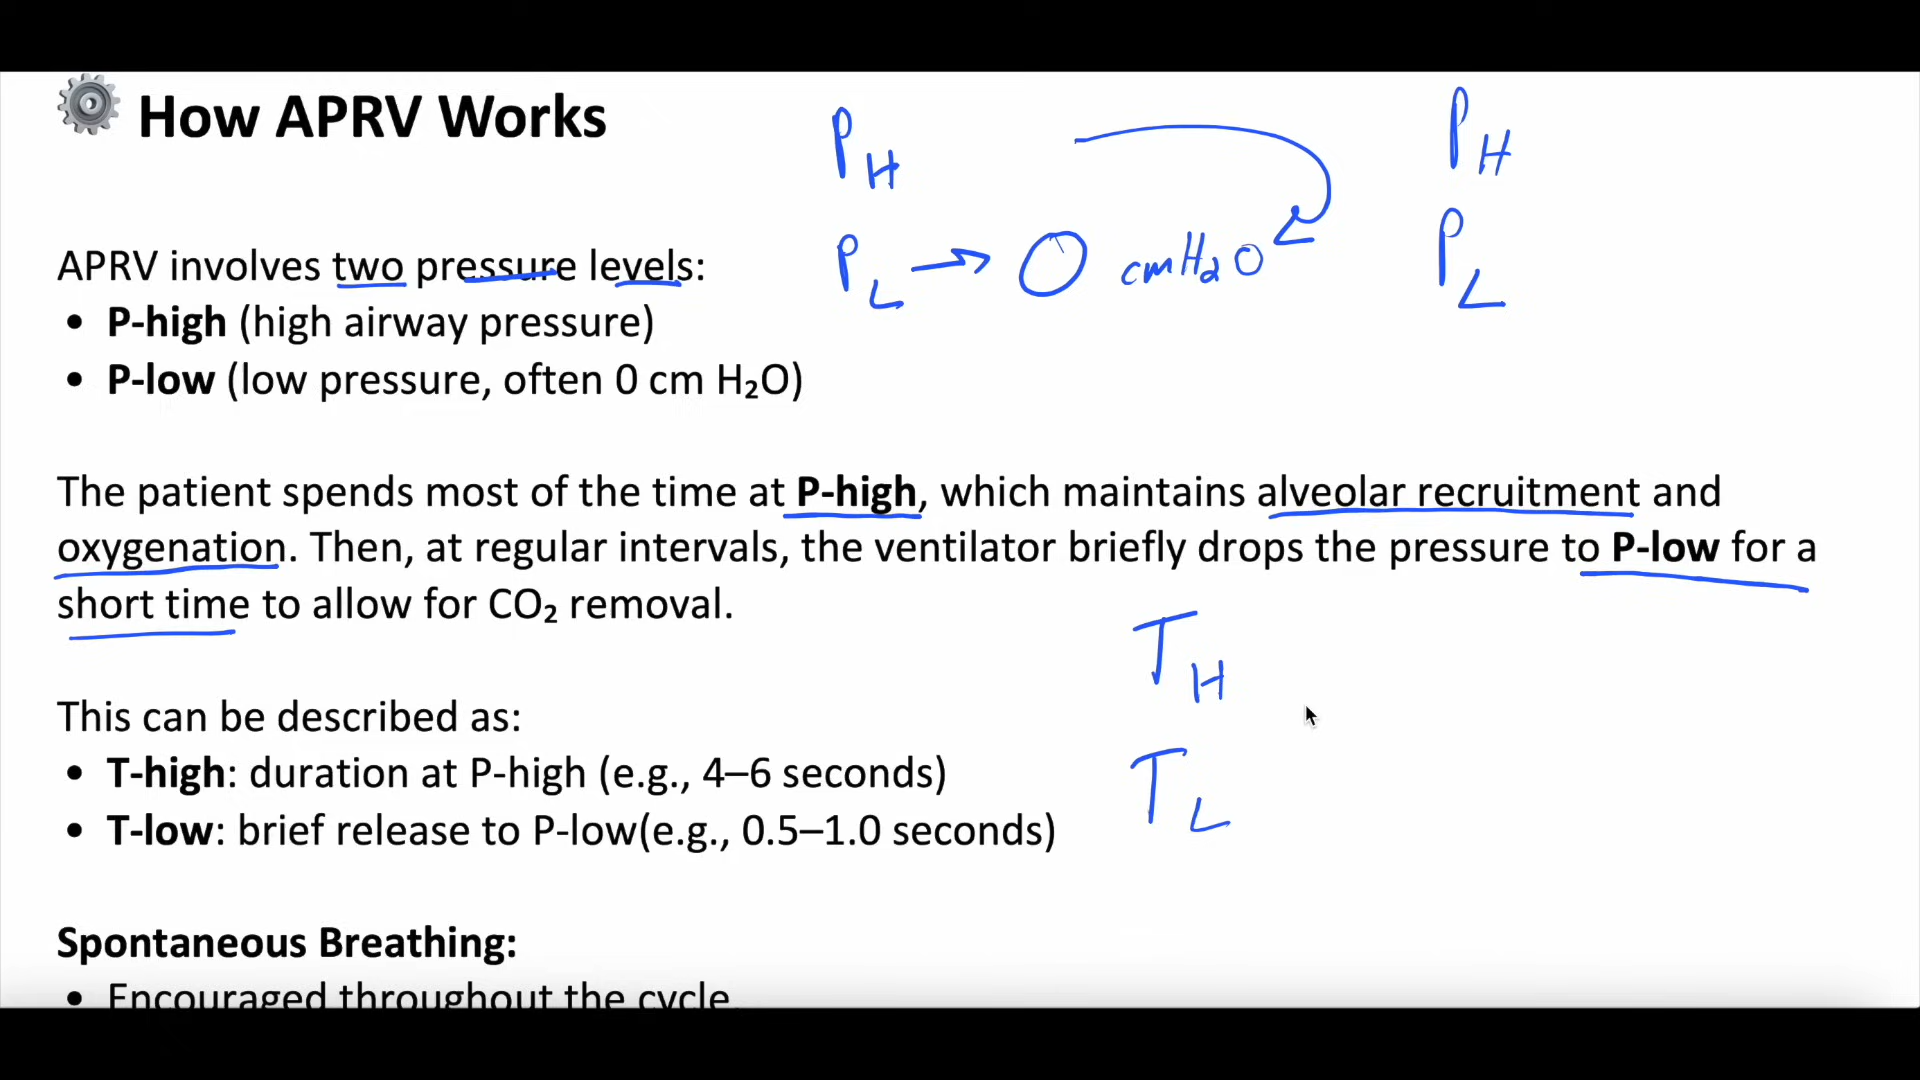 How APRV Works
P H
P L → 0 cmH2O
P H
P L
APRV involves two pressure levels:
• P-high (high airway pressure)
• P-low (low pressure, often 0 cm H₂O)
The patient spends most of the time at P-high, which maintains alveolar recruitment and
oxygenation. Then, at regular intervals, the ventilator briefly drops the pressure to P-low for a
short time to allow for CO₂ removal.
T H
T L
This can be described as:
• T-high: duration at P-high (e.g., 4–6 seconds)
• T-low: brief release to P-low(e.g., 0.5–1.0 seconds)
Spontaneous Breathing:
• Encouraged throughout the cycle